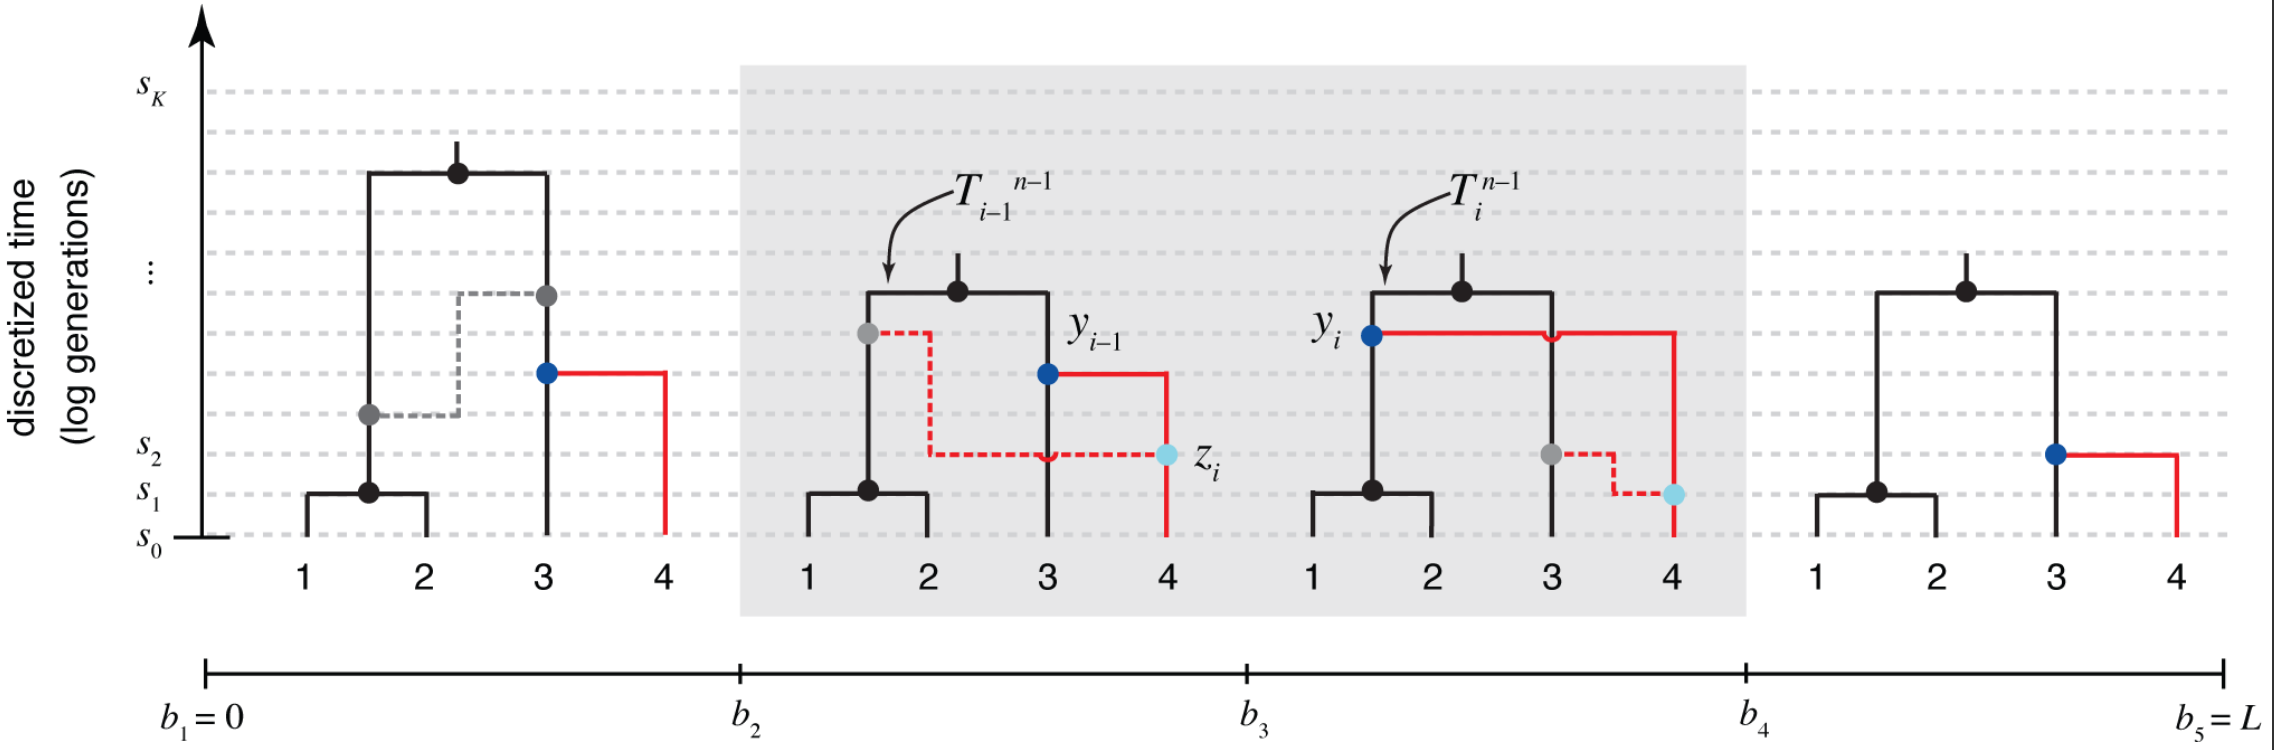 discretized time
(log generations)
s_K
⋮
s_2
s_1
s_0
T_{i–1}^{n–1}
y_{i–1}
z_i
T_i^{n–1}
y_i
1 2 3 4 1 2 3 4 1 2 3 4 1 2 3 4
b_1 = 0 b_2 b_3 b_4 b_5 = L